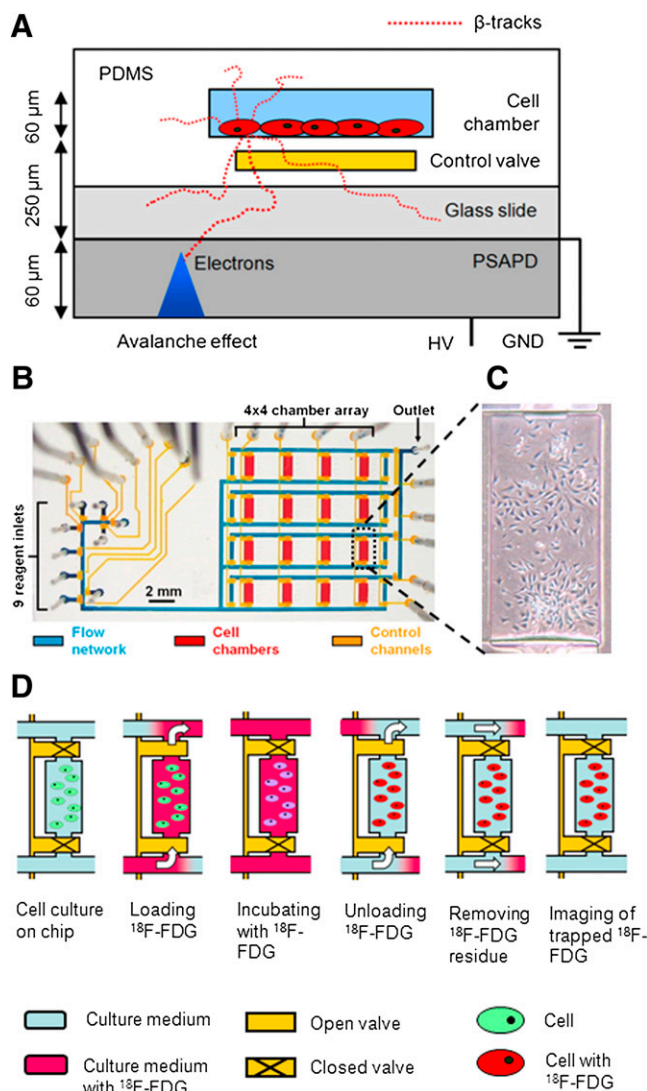 A
β-tracks
PDMS
60 µm
Cell
chamber
Control valve
250 µm
Glass slide
60 µm
Electrons
PSAPD
Avalanche effect
HV
GND
B
4x4 chamber array
Outlet
C
9 reagent inlets
2 mm
Flow
network
Cell
chambers
Control
channels
D
Cell culture
on chip
Loading
¹⁸F-FDG
Incubating
with ¹⁸F-
FDG
Unloading
¹⁸F-FDG
Removing
¹⁸F-FDG
residue
Imaging of
trapped ¹⁸F-
FDG
Culture medium
Open valve
Cell
Culture medium
with ¹⁸F-FDG
Closed valve
Cell with
¹⁸F-FDG